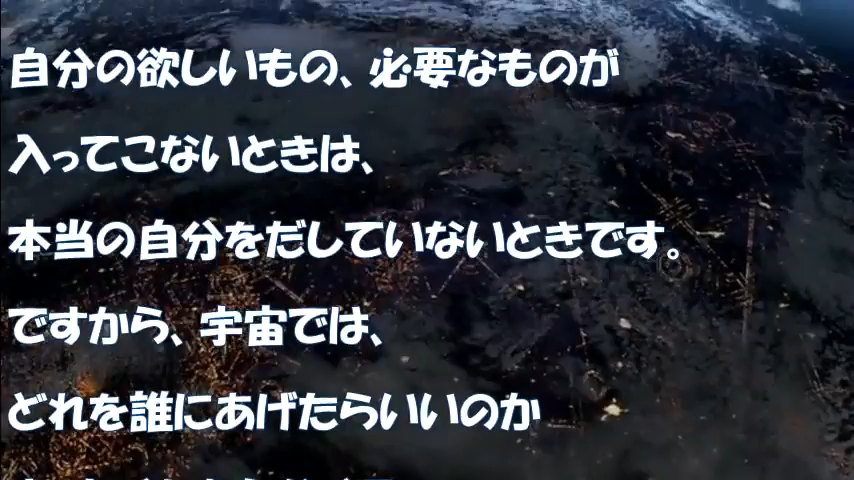 自分の欲しいもの、必要なものが
入ってこないときは、
本当の自分をだしていないときです。
ですから、宇宙では、
どれを誰にあげたらいいのか